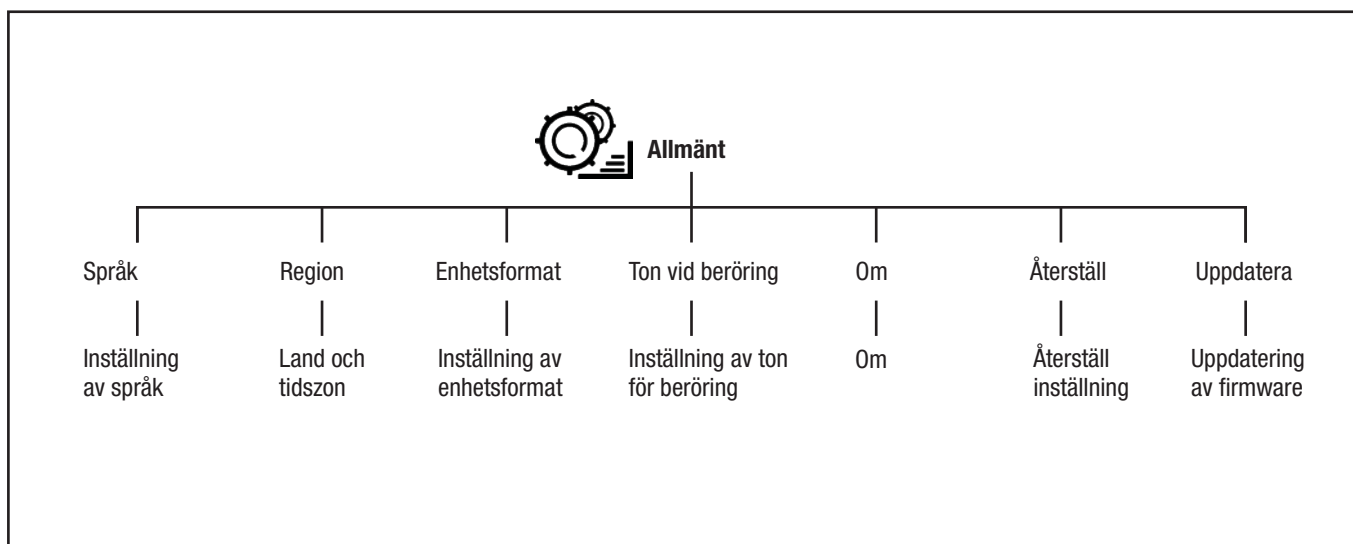 Allmänt
Språk
Region
Enhetsformat
Ton vid beröring
Om
Återställ
Uppdatera
Inställning
av språk
Land och
tidszon
Inställning av
enhetsformat
Inställning av ton
för beröring
Om
Återställ
inställning
Uppdatering
av firmware